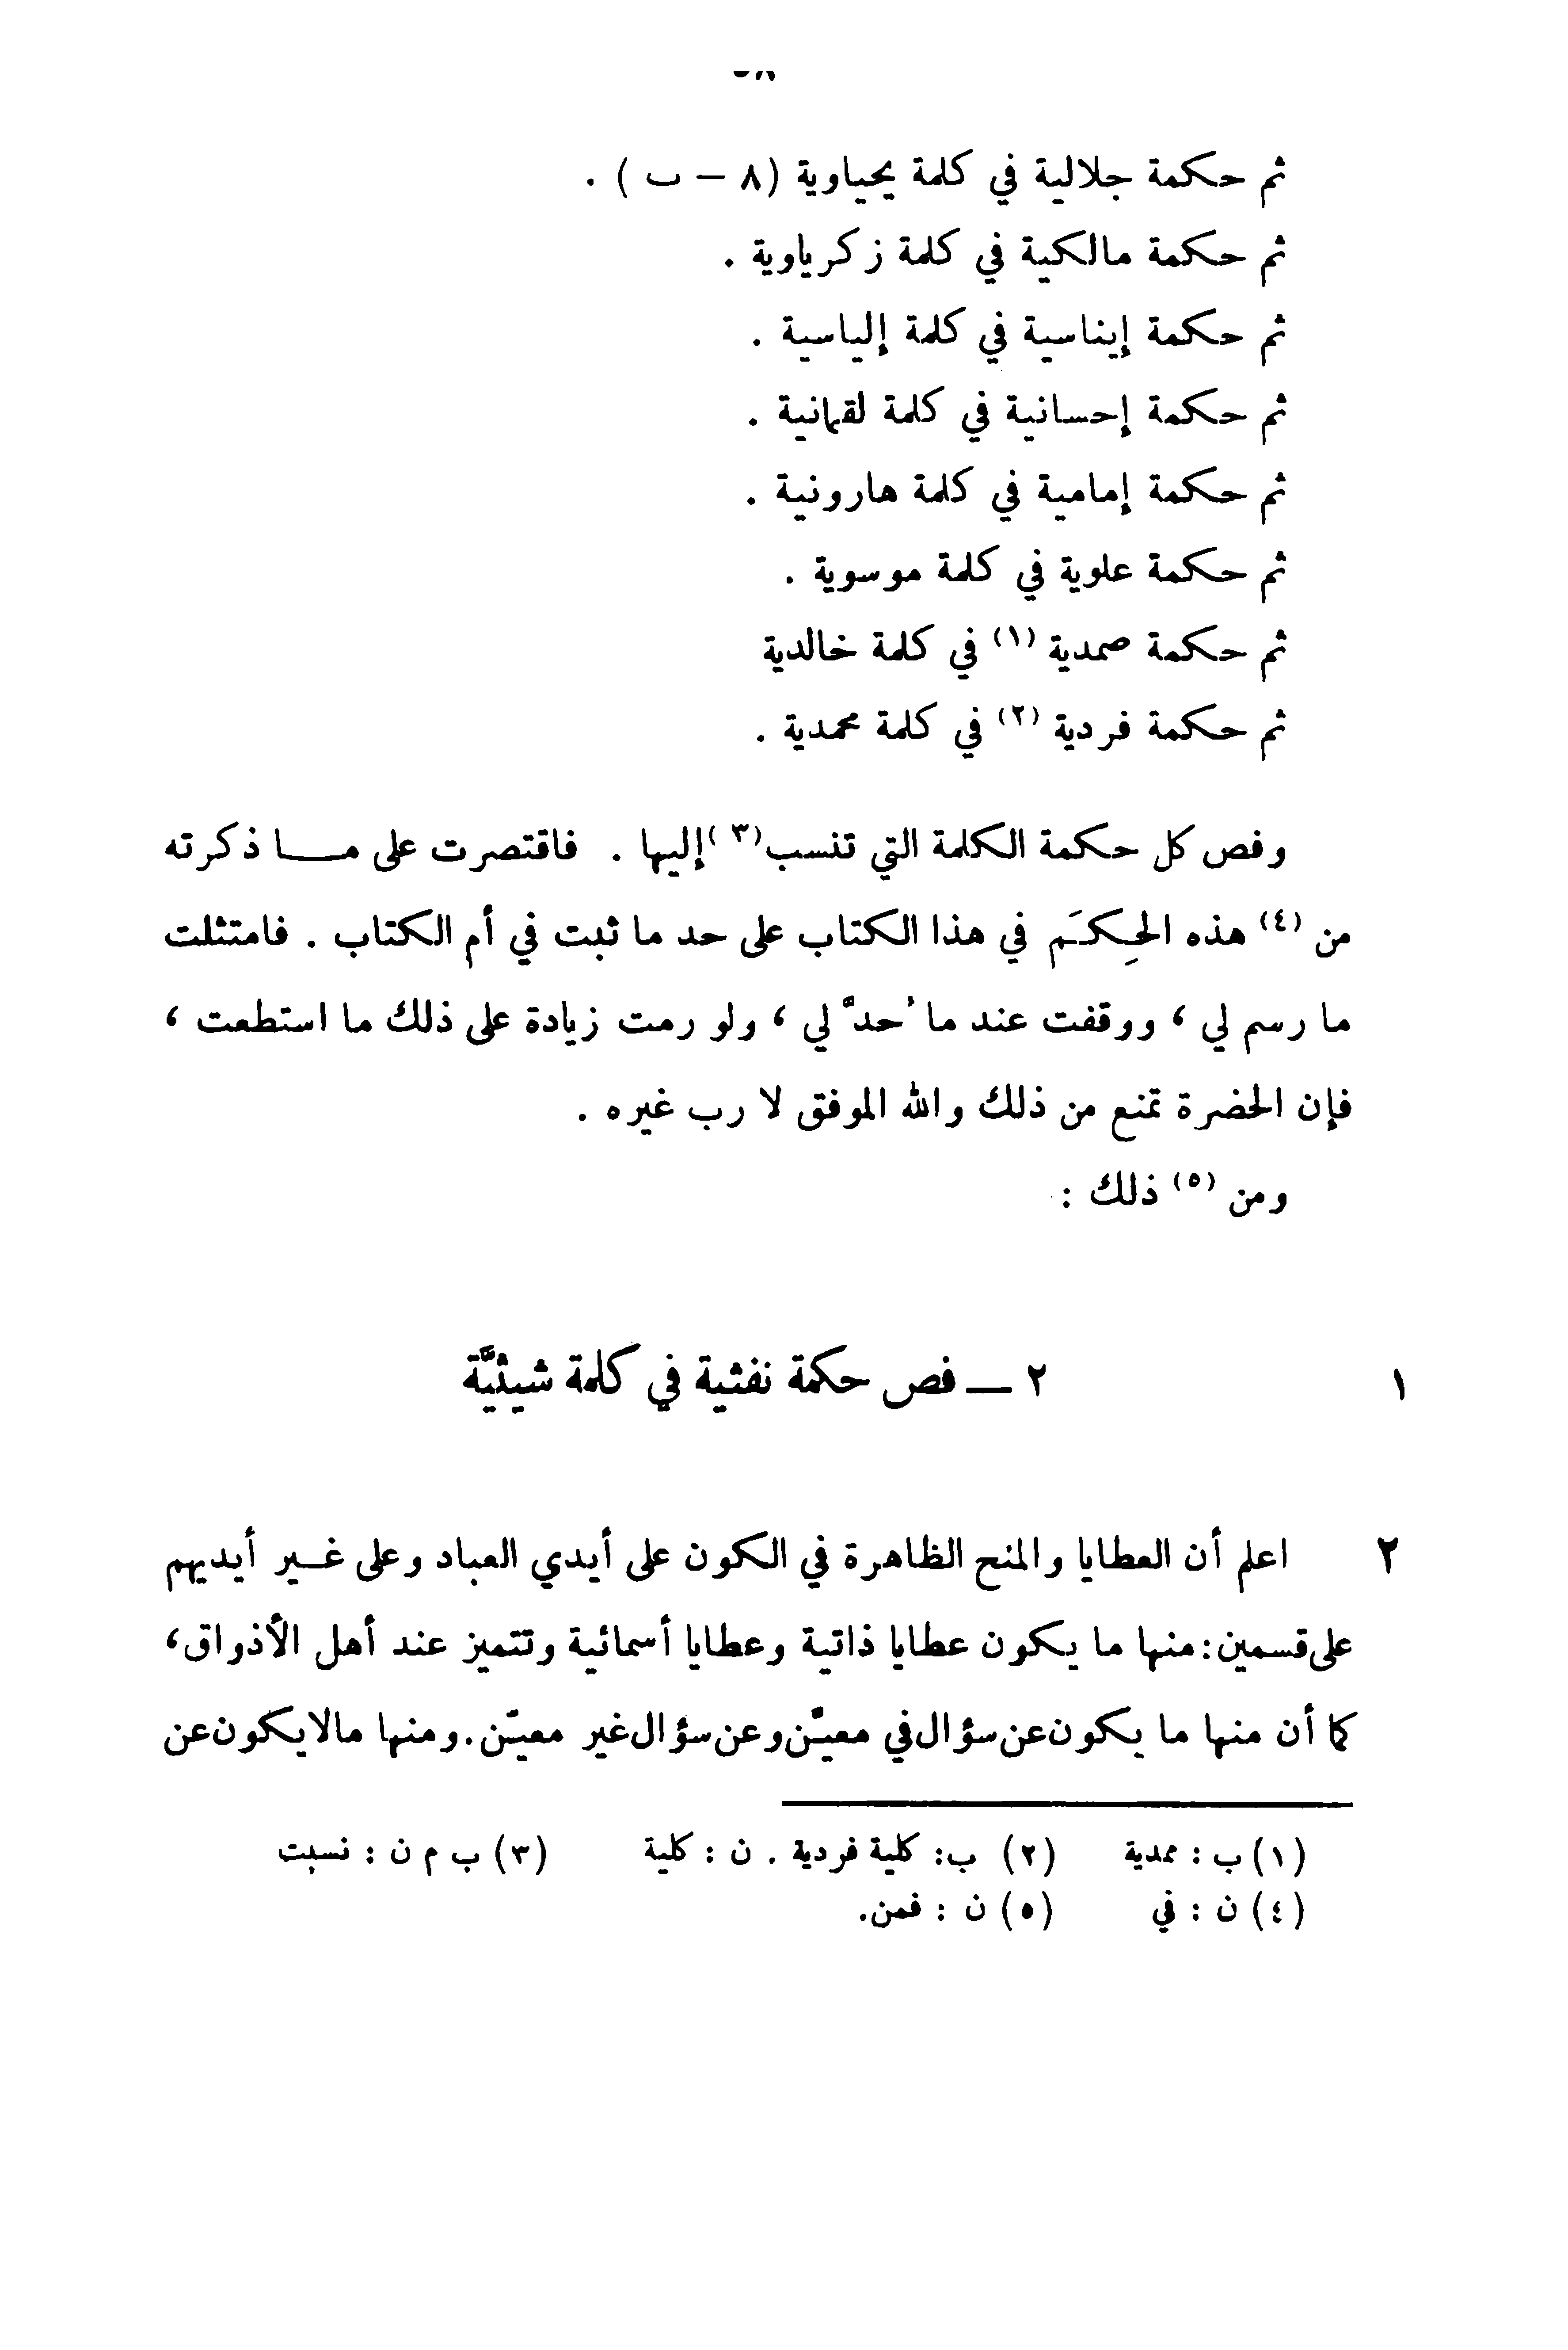 ثم حكمة جلالية في كلمة يحياوية (٨ – ب ) .
ثم حكمة مالكية في كلمة زكرياوية .
ثم حكمة إيناسية في كلمة إلياسية .
ثم حكمة إحسانية في كلمة لقمانية .
ثم حكمة إمامية في كلمة هارونية .
ثم حكمة علوية في كلمة موسوية .
ثم حكمة صمدية (١) في كلمة خالدية
ثم حكمة فردية (٢) في كلمة محمدية .
وفص كل حكمة الكلمة التي تنسب(٣) إليها . فاقتصرت على مـــا ذكرته
من (٤) هذه الحِكَم في هذا الكتاب على حد ما ثبت في أم الكتاب . فامتثلت
ما رسم لي ، ووقفت عند ما حُدَّ لي ، ولو رمت زيادة على ذلك ما استطعت ،
فإن الحضرة تمنع من ذلك والله الموفق لا رب غيره .
ومن (٥) ذلك :
١
٢ – فص حكمة نفثية في كلمة شيثيَّة
٢ اعلم أن العطايا والمنح الظاهرة في الكون على أيدي العباد وعلى غـير أيديهم
على قسمين: منها ما يكون عطايا ذاتية وعطايا أسمائية وتتميز عند أهل الأذواق،
كما أن منها ما يكون عن سؤال في معيَّن وعن سؤال غير معيَّن. ومنها مالا يكون عن
(١) ب : ممدية (٢) ب: كلية فردية . ن : كلية (٣) ب م ن : نسبت
(٤) ن : في (٥) ن : فمن.